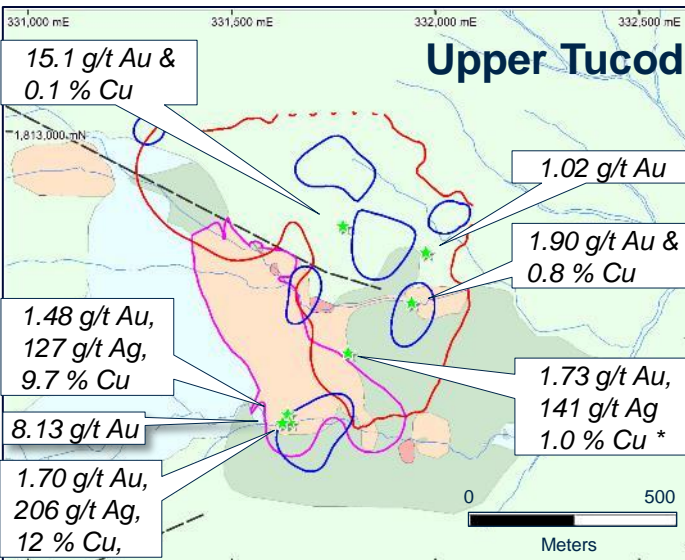 331,000 mE
331,500 mE
332,000 mE
332,500 mE
Upper Tucod
15.1 g/t Au &
0.1 % Cu
1,813,000 mN
1.02 g/t Au
1.90 g/t Au &
0.8 % Cu
1.48 g/t Au,
127 g/t Ag,
9.7 % Cu
8.13 g/t Au
1.73 g/t Au,
141 g/t Ag
1.0 % Cu *
1.70 g/t Au,
206 g/t Ag,
12 % Cu,
0
500
Meters